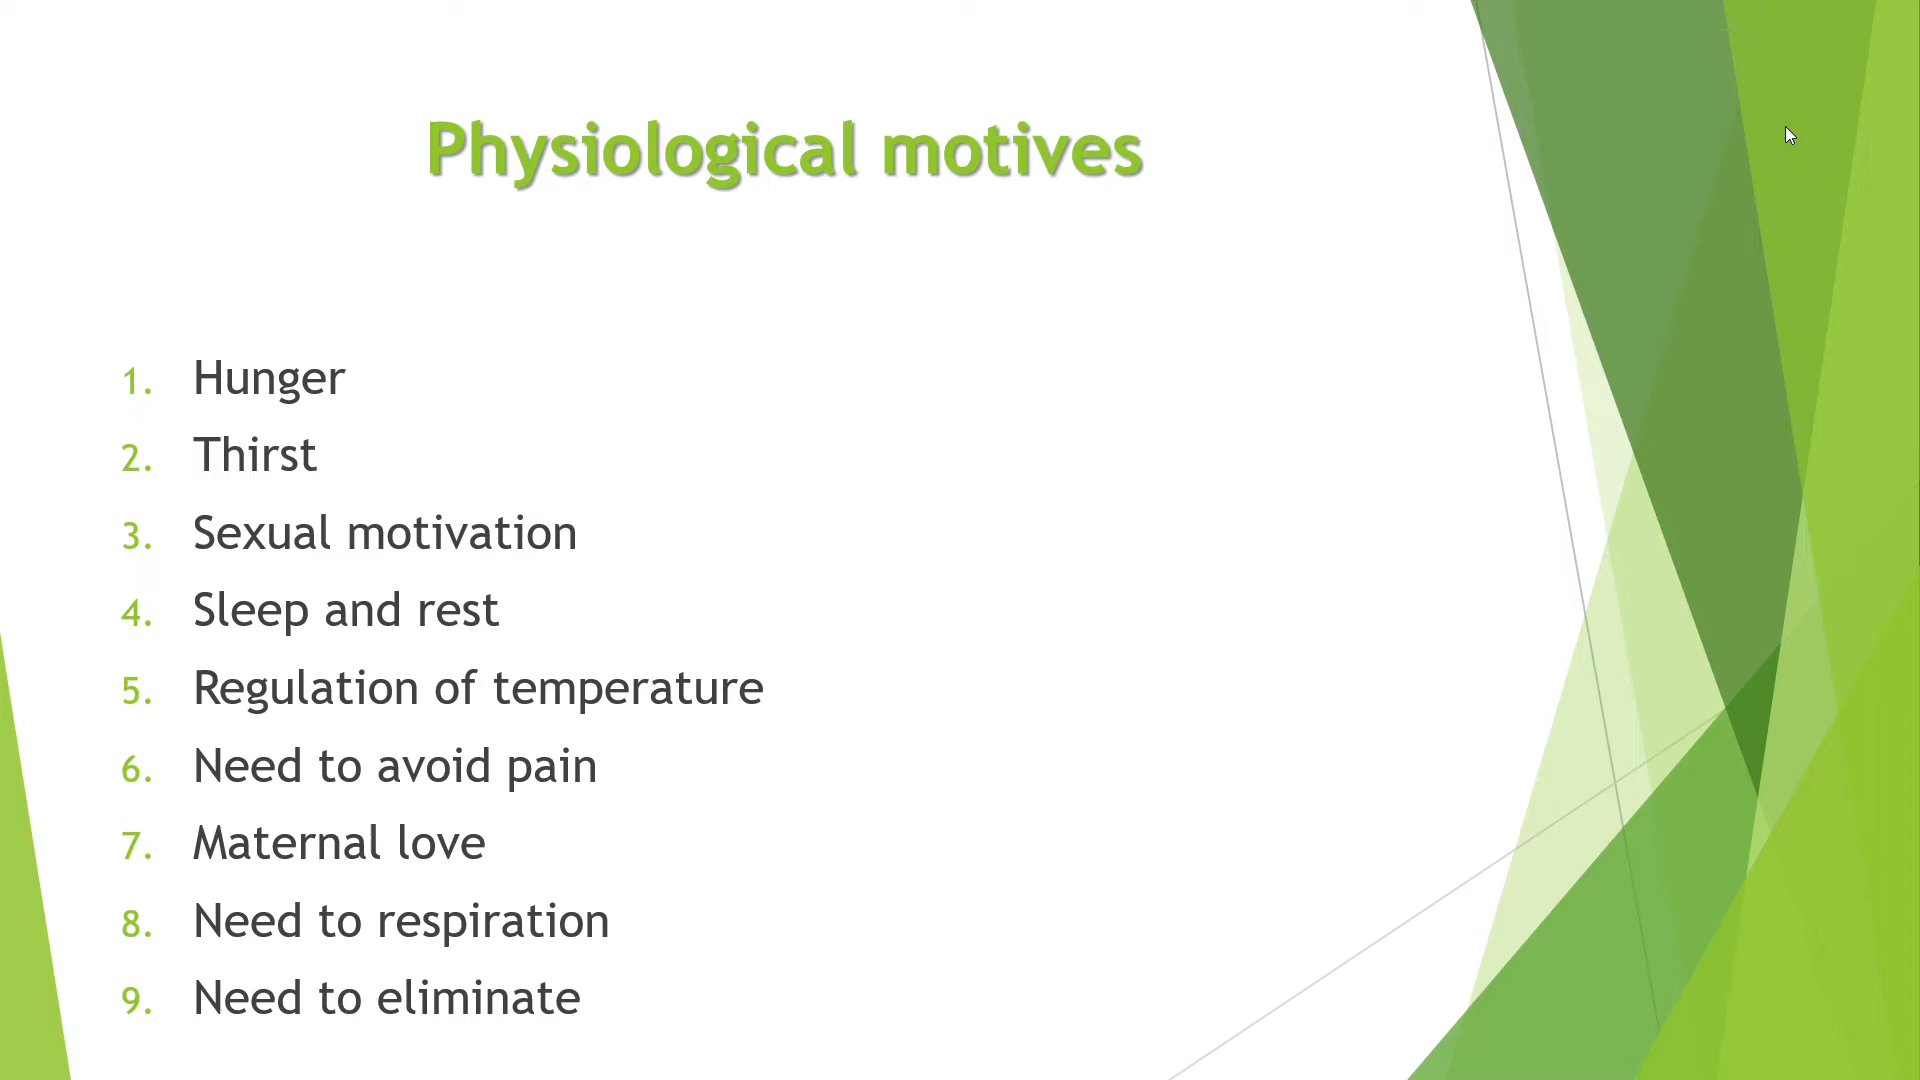 Physiological motives
1. Hunger
2. Thirst
3. Sexual motivation
4. Sleep and rest
5. Regulation of temperature
6. Need to avoid pain
7. Maternal love
8. Need to respiration
9. Need to eliminate